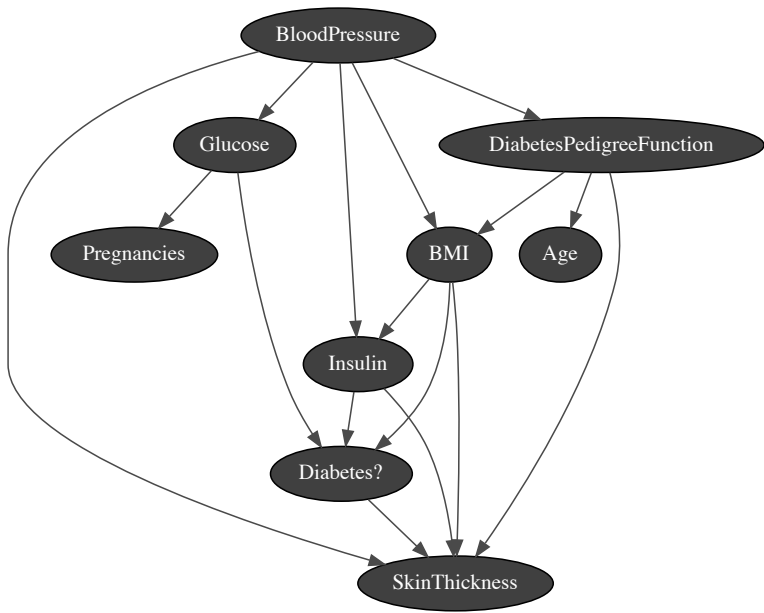 BloodPressure
Glucose
DiabetesPedigreeFunction
Pregnancies
BMI
Age
Insulin
Diabetes?
SkinThickness